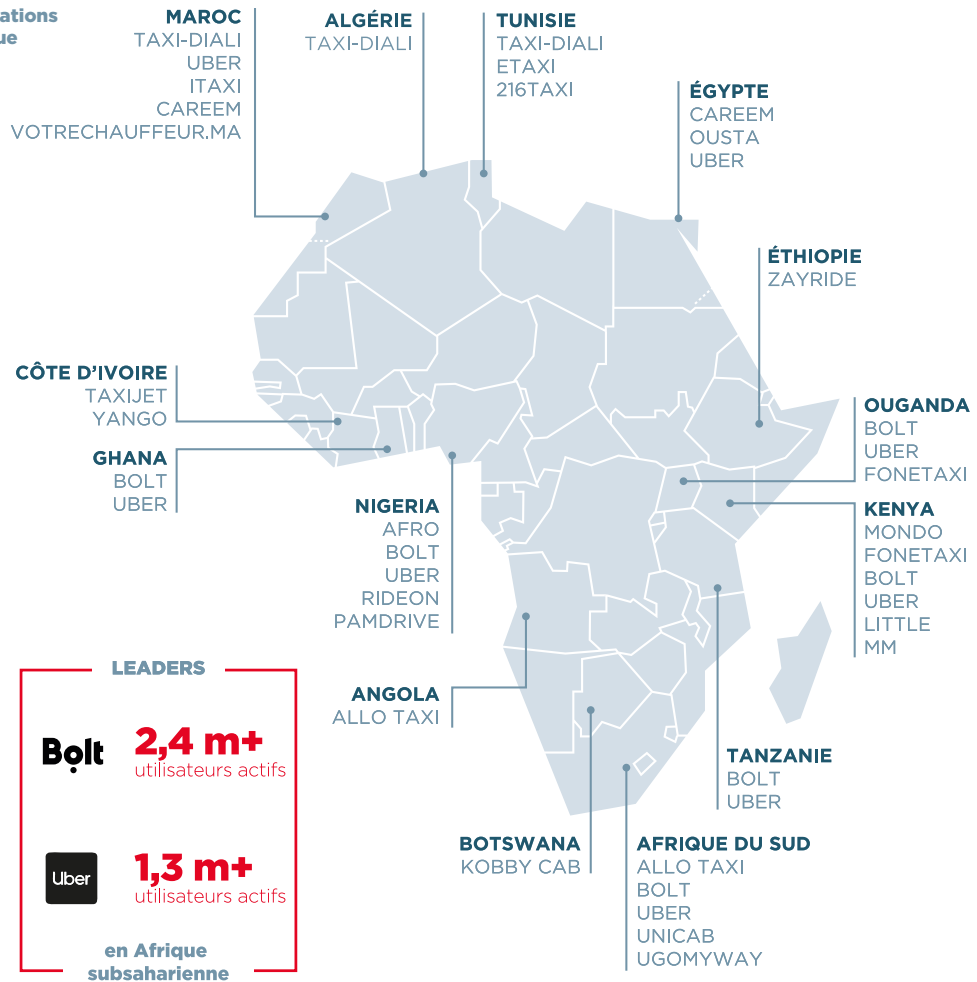 MAROC
TAXI-DIALI
UBER
ITAXI
CAREEM
VOTRECHAUFFEUR.MA
ALGÉRIE
TAXI-DIALI
TUNISIE
TAXI-DIALI
ETAXI
216TAXI
ÉGYPTE
CAREEM
OUSTA
UBER
ÉTHIOPIE
ZAYRIDE
CÔTE D'IVOIRE
TAXIJET
YANGO
GHANA
BOLT
UBER
NIGERIA
AFRO
BOLT
UBER
RIDEON
PAMDRIVE
OUGANDA
BOLT
UBER
FONETAXI
KENYA
MONDO
FONETAXI
BOLT
UBER
LITTLE
MM
ANGOLA
ALLO TAXI
TANZANIE
BOLT
UBER
BOTSWANA
KOBBY CAB
AFRIQUE DU SUD
ALLO TAXI
BOLT
UBER
UNICAB
UGOMYWAY
LEADERS
Bolt
2,4 m+
utilisateurs actifs
Uber
1,3 m+
utilisateurs actifs
en Afrique
subsaharienne